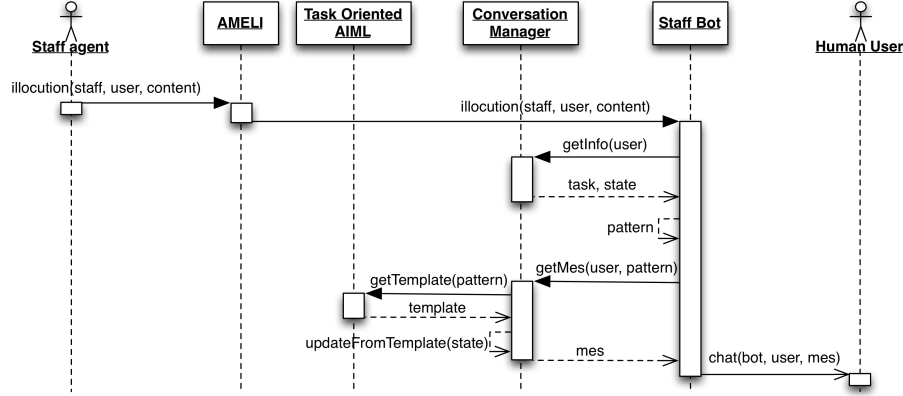 Staff agent
AMELI
Task Oriented
AIML
Conversation
Manager
Staff Bot
Human User
illocution(staff, user, content)
illocution(staff, user, content)
getInfo(user)
task, state
pattern
getMes(user, pattern)
getTemplate(pattern)
template
updateFromTemplate(state)
mes
chat(bot, user, mes)